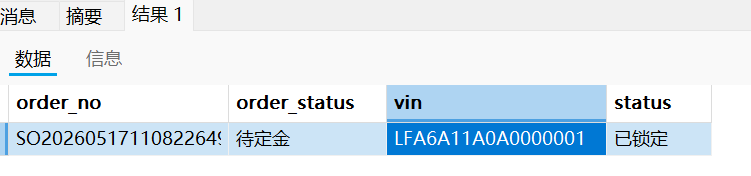 消息 摘要 结果 1
数据 信息
order_no order_status vin status
SO20260517110822649 待定金 LFA6A11A0A0000001 已锁定